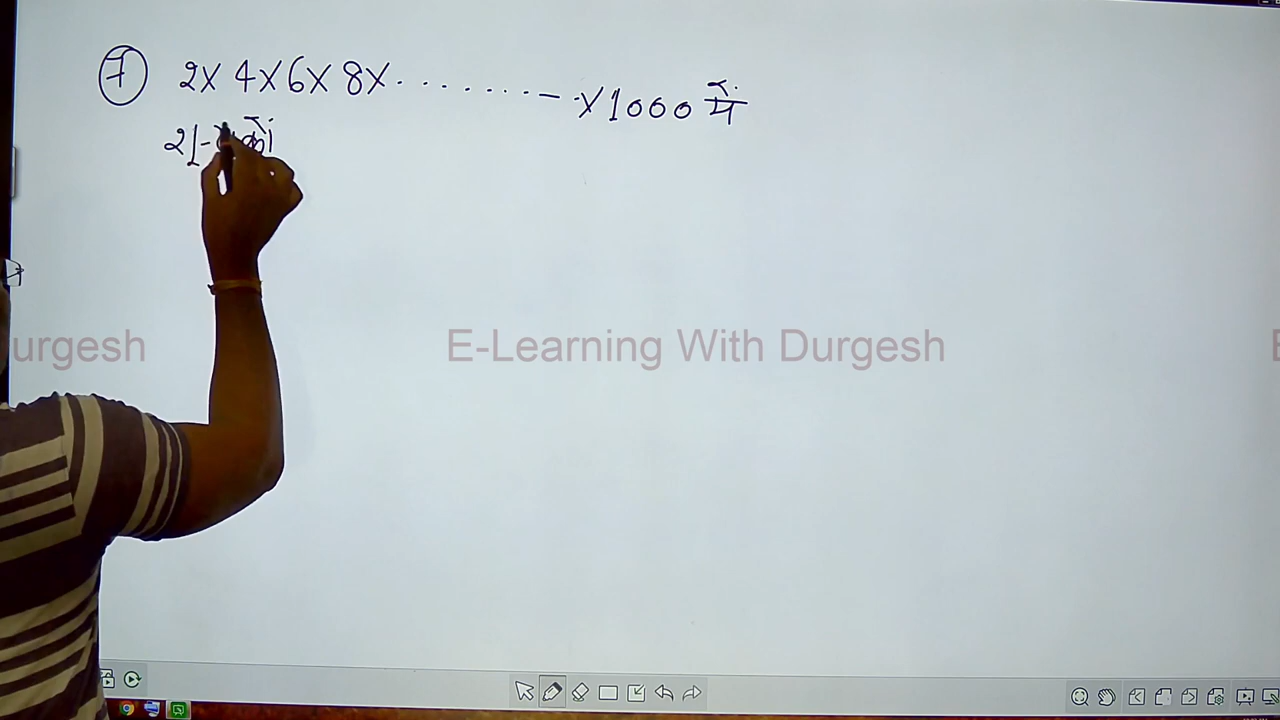 7 2 X 4 X 6 X 8 X ......... - .X 1000 में
urgesh E-Learning With Durgesh E